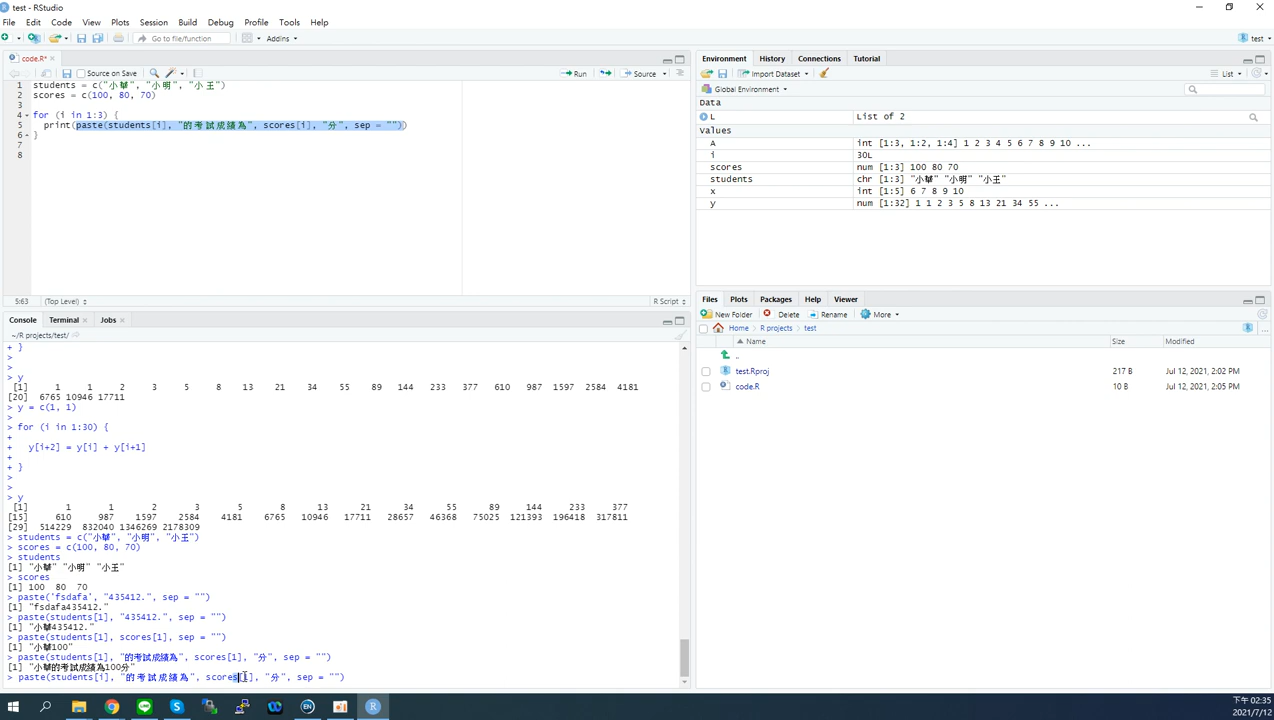 test - RStudio
File Edit Code View Plots Session Build Debug Profile Tools Help
Go to file/function Addins test
code.R*
Source on Save Run Source
1 students = c("小華", "小明", "小王")
2 scores = c(100, 80, 70)
3
4 for (i in 1:3) {
5 print(paste(students[i], "的考試成績為", scores[i], "分", sep = ""))
6 }
7
8
5:63 (Top Level) R Script
Console Terminal Jobs
~/R projects/test/
+ }
>
>
> y
[1] 1 1 2 3 5 8 13 21 34 55 89 144 233 377 610 987 1597 2584 4181
[20] 6765 10946 17711
> y = c(1, 1)
>
> for (i in 1:30) {
+
+ y[i+2] = y[i] + y[i+1]
+
+ }
>
>
> y
[1] 1 1 2 3 5 8 13 21 34 55 89 144 233 377
[15] 610 987 1597 2584 4181 6765 10946 17711 28657 46368 75025 121393 196418 317811
[29] 514229 832040 1346269 2178309
> students = c("小華", "小明", "小王")
> scores = c(100, 80, 70)
> students
[1] "小華" "小明" "小王"
> scores
[1] 100 80 70
> paste('fsdafa', "435412.", sep = "")
[1] "fsdafa435412."
> paste(students[1], "435412.", sep = "")
[1] "小華435412."
> paste(students[1], scores[1], sep = "")
[1] "小華100"
> paste(students[1], "的考試成績為", scores[1], "分", sep = "")
[1] "小華的考試成績為100分"
> paste(students[i], "的考試成績為", scores[i], "分", sep = "")
Environment History Connections Tutorial
Import Dataset List
Global Environment
Data
L List of 2
Values
A int [1:3, 1:2, 1:4] 1 2 3 4 5 6 7 8 9 10 ...
i 30L
scores num [1:3] 100 80 70
students chr [1:3] "小華" "小明" "小王"
x int [1:5] 6 7 8 9 10
y num [1:32] 1 1 2 3 5 8 13 21 34 55 ...
Files Plots Packages Help Viewer
New Folder Delete Rename More
Home R projects test
Name Size Modified
..
test.Rproj 217 B Jul 12, 2021, 2:02 PM
code.R 10 B Jul 12, 2021, 2:05 PM
下午 02:35
2021/7/12